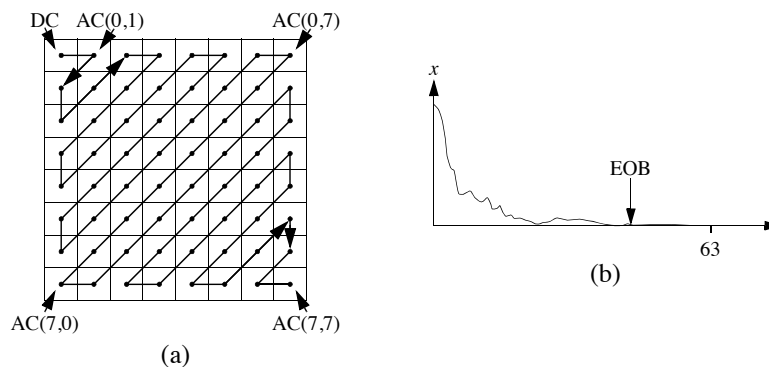 DC AC(0,1) AC(0,7)
AC(7,0) AC(7,7)
(a)
x
EOB
63
(b)